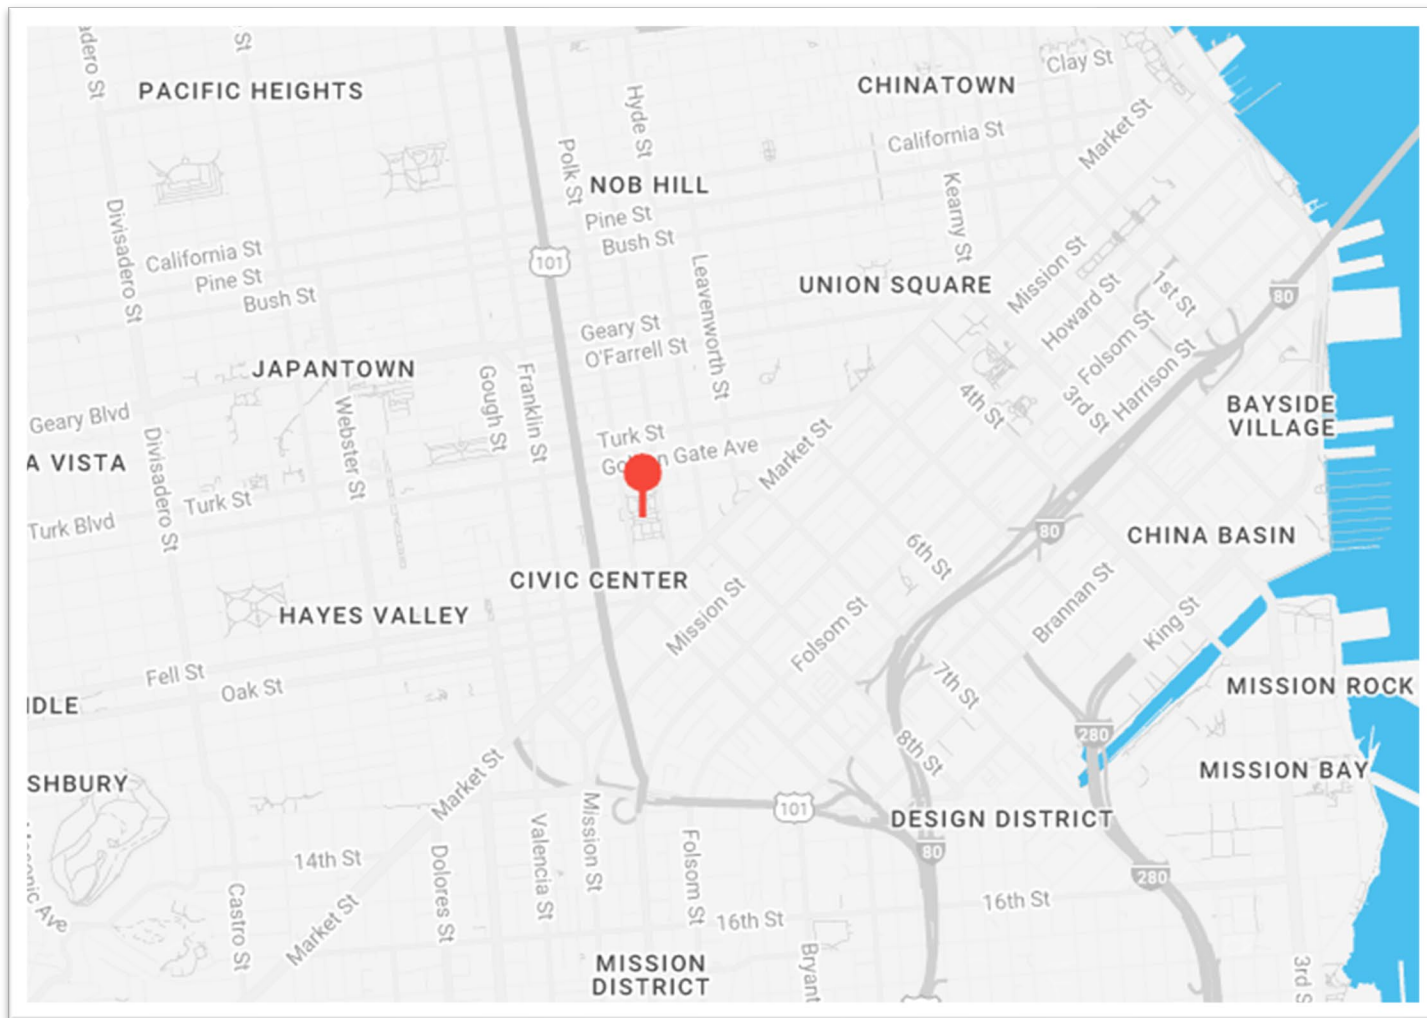 adero St
St
PACIFIC HEIGHTS
CHINATOWN
Clay St
Hyde St
Market St
California St
Polk St
NOB HILL
Kearny St
Pine St
Bush St
Divisadero St
California St
Pine St
Bush St
101
Leavenworth St
UNION SQUARE
Mission St
1st St
80
Howard St
Folsom St
Geary St
O'Farrell St
Harrison St
JAPANTOWN
Gough St
Franklin St
4th St
3rd St
BAYSIDE
VILLAGE
Geary Blvd
Webster St
Turk St
Gate Ave
Market St
A VISTA
Divisadero St
Turk St
Turk Blvd
80
CHINA BASIN
6th St
CIVIC CENTER
HAYES VALLEY
Mission St
Folsom St
Brannan St
King St
Fell St
Oak St
7th St
MISSION ROCK
IDLE
280
8th St
MISSION BAY
SHBURY
Market St
101
DESIGN DISTRICT
Mission St
Valencia St
Folsom St
80
14th St
Dolores St
280
Castro St
Market St
16th St
16th St
onic Ave
Bryant
MISSION
DISTRICT
3rd S